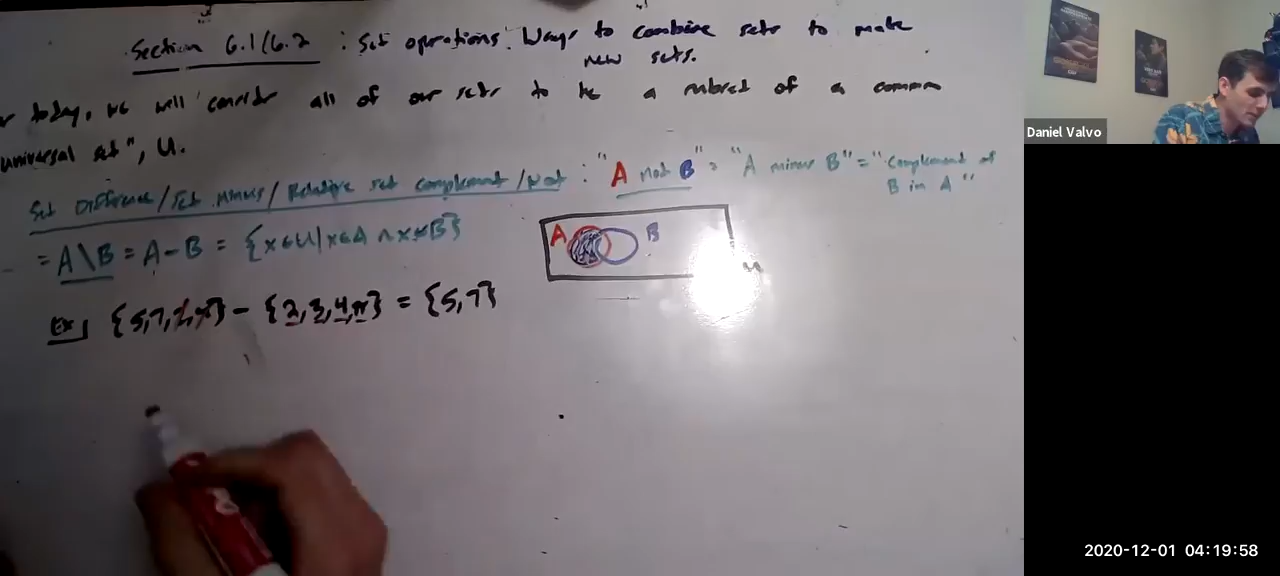 Section 6.1/6.2 : Set operations: Ways to combine sets to make
new sets.
r today, we will consider all of our sets to be a subset of a common
universal set", U.
Set Difference/Set Minus/Relative set complement/Not : "A not B" = "A minus B" = "Complement of
B in A"
= A\B = A-B = {x∈U|x∈A ∧ x∉B}
A B
U
Ex] {5,7,2,π} - {2,3,4,π} = {5,7}
Daniel Valvo
2020-12-01 04:19:58